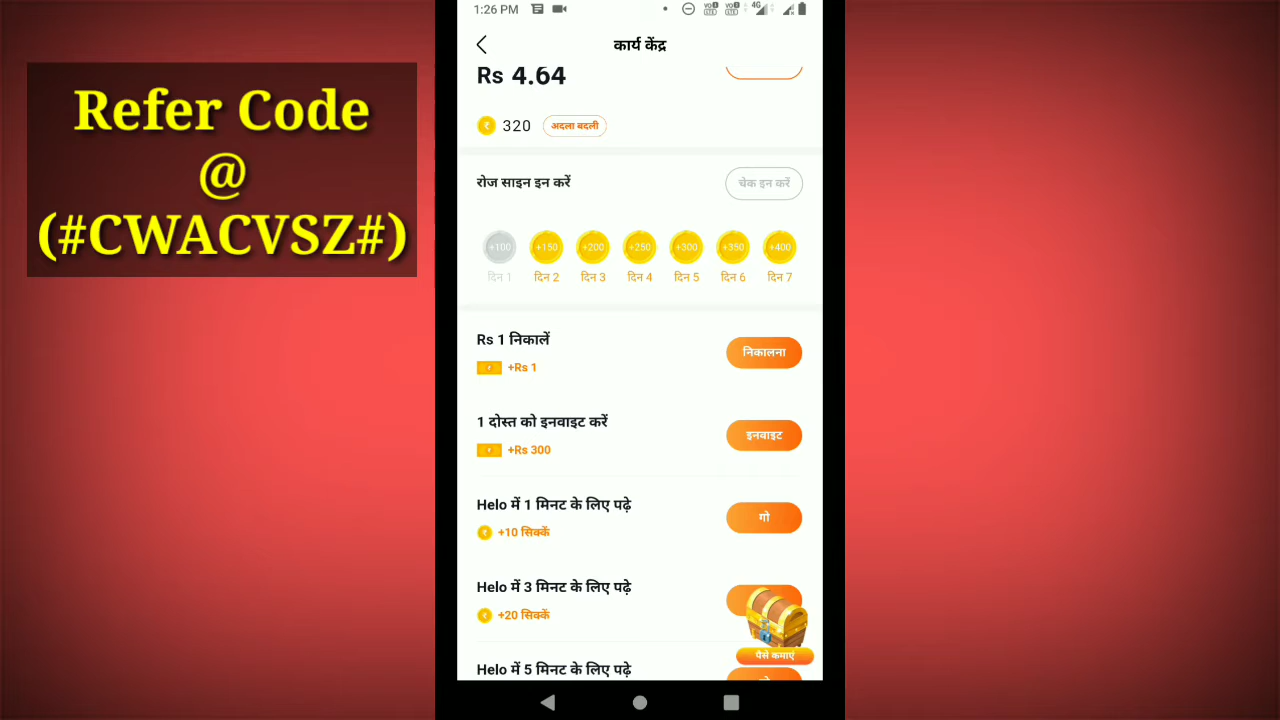 Refer Code
@
(#CWACVSZ#)
1:26 PM
4G
कार्य केंद्र
Rs 4.64
320 अदला बदली
रोज साइन इन करें
चेक इन करें
+100 +150 +200 +250 +300 +350 +400
दिन 1 दिन 2 दिन 3 दिन 4 दिन 5 दिन 6 दिन 7
Rs 1 निकालें
+Rs 1
निकालना
1 दोस्त को इनवाइट करें
+Rs 300
इनवाइट
Helo में 1 मिनट के लिए पढ़े
+10 सिक्कें
गो
Helo में 3 मिनट के लिए पढ़े
+20 सिक्कें
पैसे कमाएं
Helo में 5 मिनट के लिए पढ़े